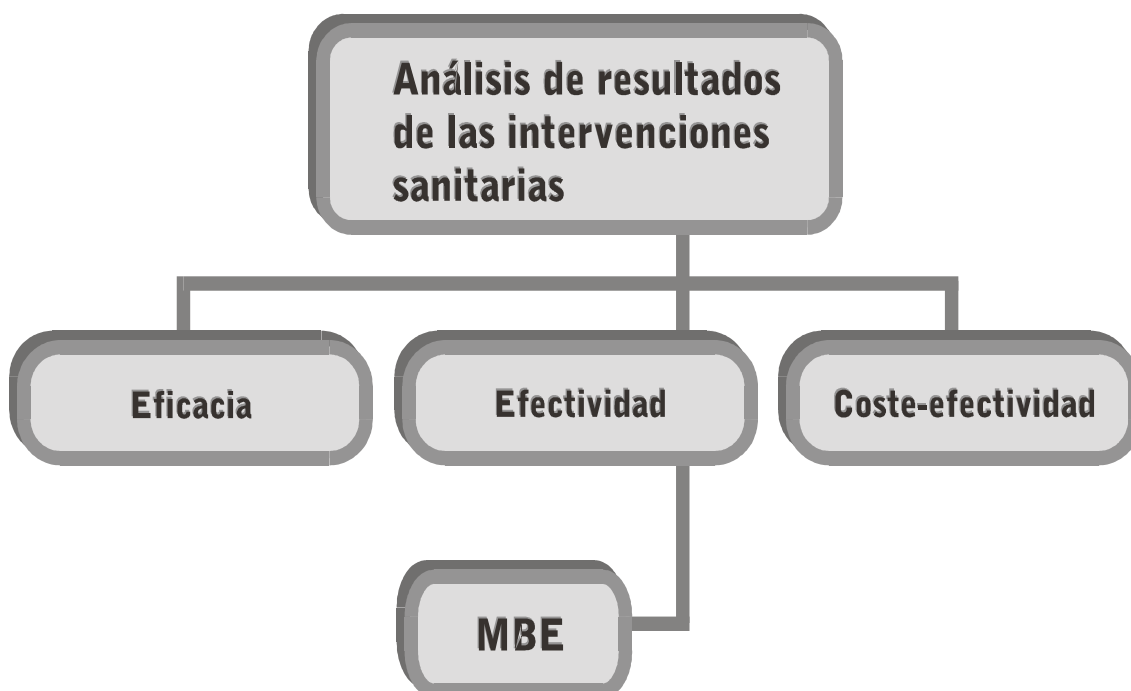 Análisis de resultados
de las intervenciones
sanitarias
Eficacia
Efectividad
Coste-efectividad
MBE